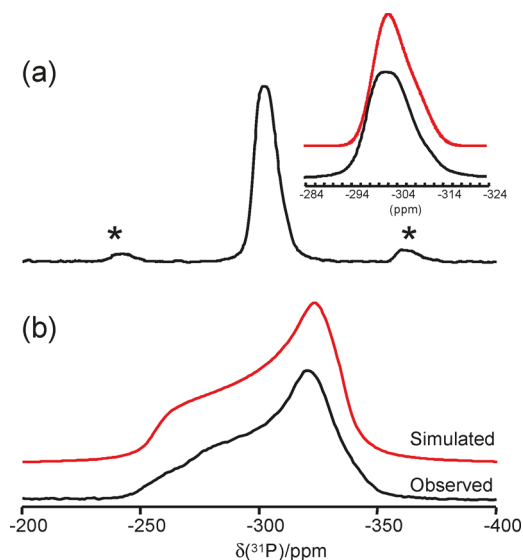 (a)
-284 -294 -304 -314 -324
(ppm)
* *
(b)
Simulated
Observed
-200 -250 -300 -350 -400
δ(³¹P)/ppm